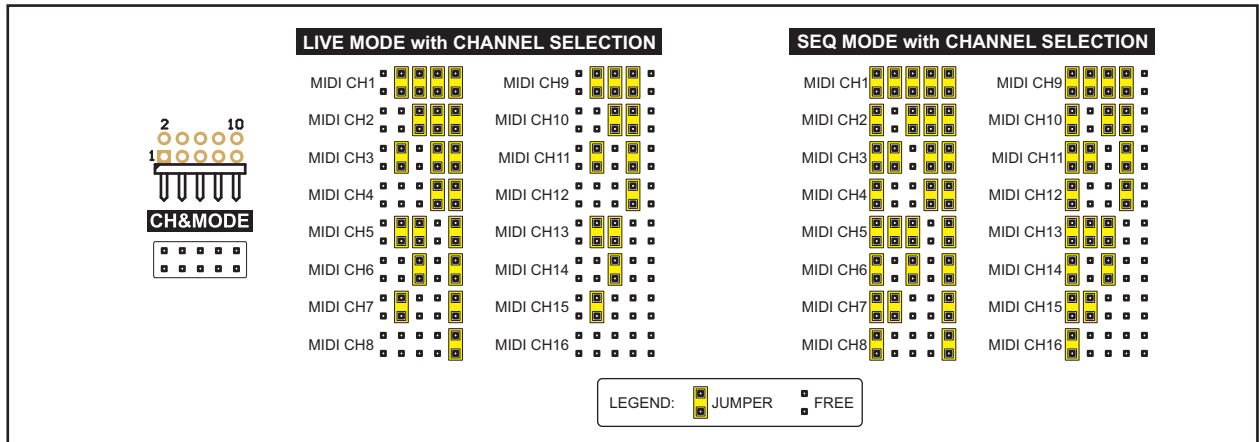 LIVE MODE with CHANNEL SELECTION
MIDI CH1
MIDI CH2
MIDI CH3
MIDI CH4
MIDI CH5
MIDI CH6
MIDI CH7
MIDI CH8
MIDI CH9
MIDI CH10
MIDI CH11
MIDI CH12
MIDI CH13
MIDI CH14
MIDI CH15
MIDI CH16
SEQ MODE with CHANNEL SELECTION
MIDI CH1
MIDI CH2
MIDI CH3
MIDI CH4
MIDI CH5
MIDI CH6
MIDI CH7
MIDI CH8
MIDI CH9
MIDI CH10
MIDI CH11
MIDI CH12
MIDI CH13
MIDI CH14
MIDI CH15
MIDI CH16
2 10
1
CH&MODE
LEGEND: JUMPER FREE